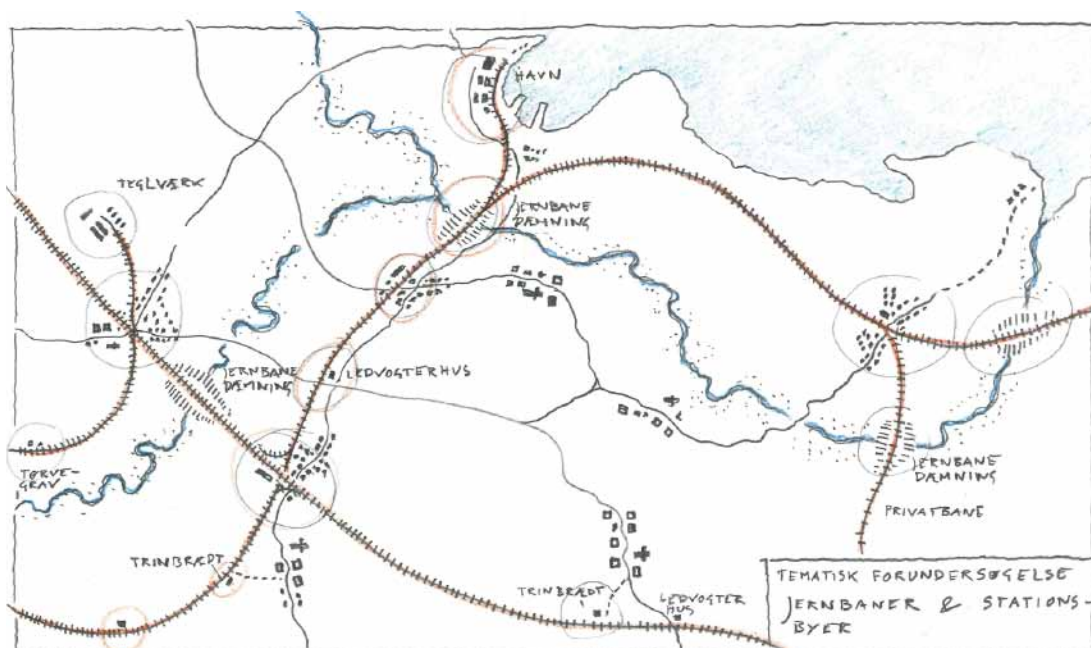 HAVN
TEGLVÆRK
JERNBANE
DÆMNING
JERNBANE
DÆMNING
LEDVOGTERHUS
TØRVE-
GRAV
JERNBANE
DÆMNING
PRIVATBANE
TRINBRÆDT
TRINBRÆDT
LEDVOGTER
HUS
TEMATISK FORUNDERSØGELSE
JERNBANER & STATIONS-
BYER